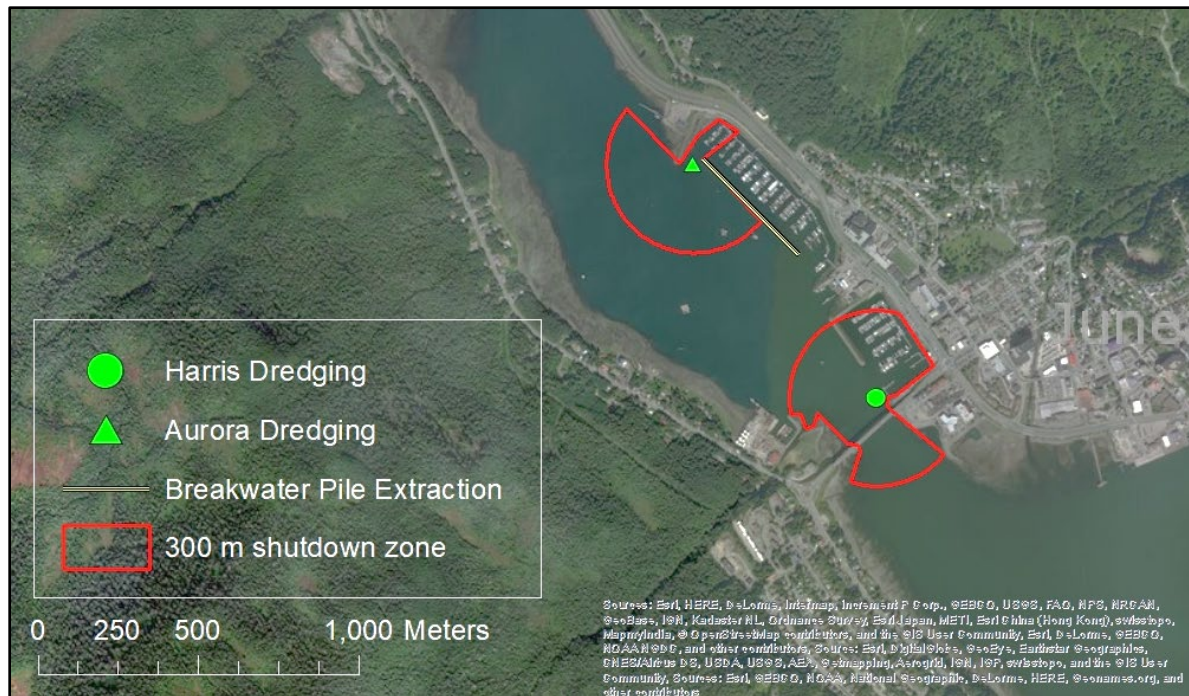 June
Harris Dredging
Aurora Dredging
Breakwater Pile Extraction
300 m shutdown zone
0 250 500 1,000 Meters
Sources: Esri, HERE, DeLorme, Intermap, increment P Corp., GEBCO, USGS, FAO, NPS, NRCAN,
GeoBase, IGN, Kadaster NL, Ordnance Survey, Esri Japan, METI, Esri China (Hong Kong), swisstopo,
MapmyIndia, © OpenStreetMap contributors, and the GIS User Community, Esri, DeLorme, GEBCO,
NOAA NGDC, and other contributors, Source: Esri, DigitalGlobe, GeoEye, Earthstar Geographics,
CNES/Airbus DS, USDA, USGS, AEX, Getmapping, Aerogrid, IGN, IGP, swisstopo, and the GIS User
Community, Sources: Esri, GEBCO, NOAA, National Geographic, DeLorme, HERE, Geonames.org, and
other contributors